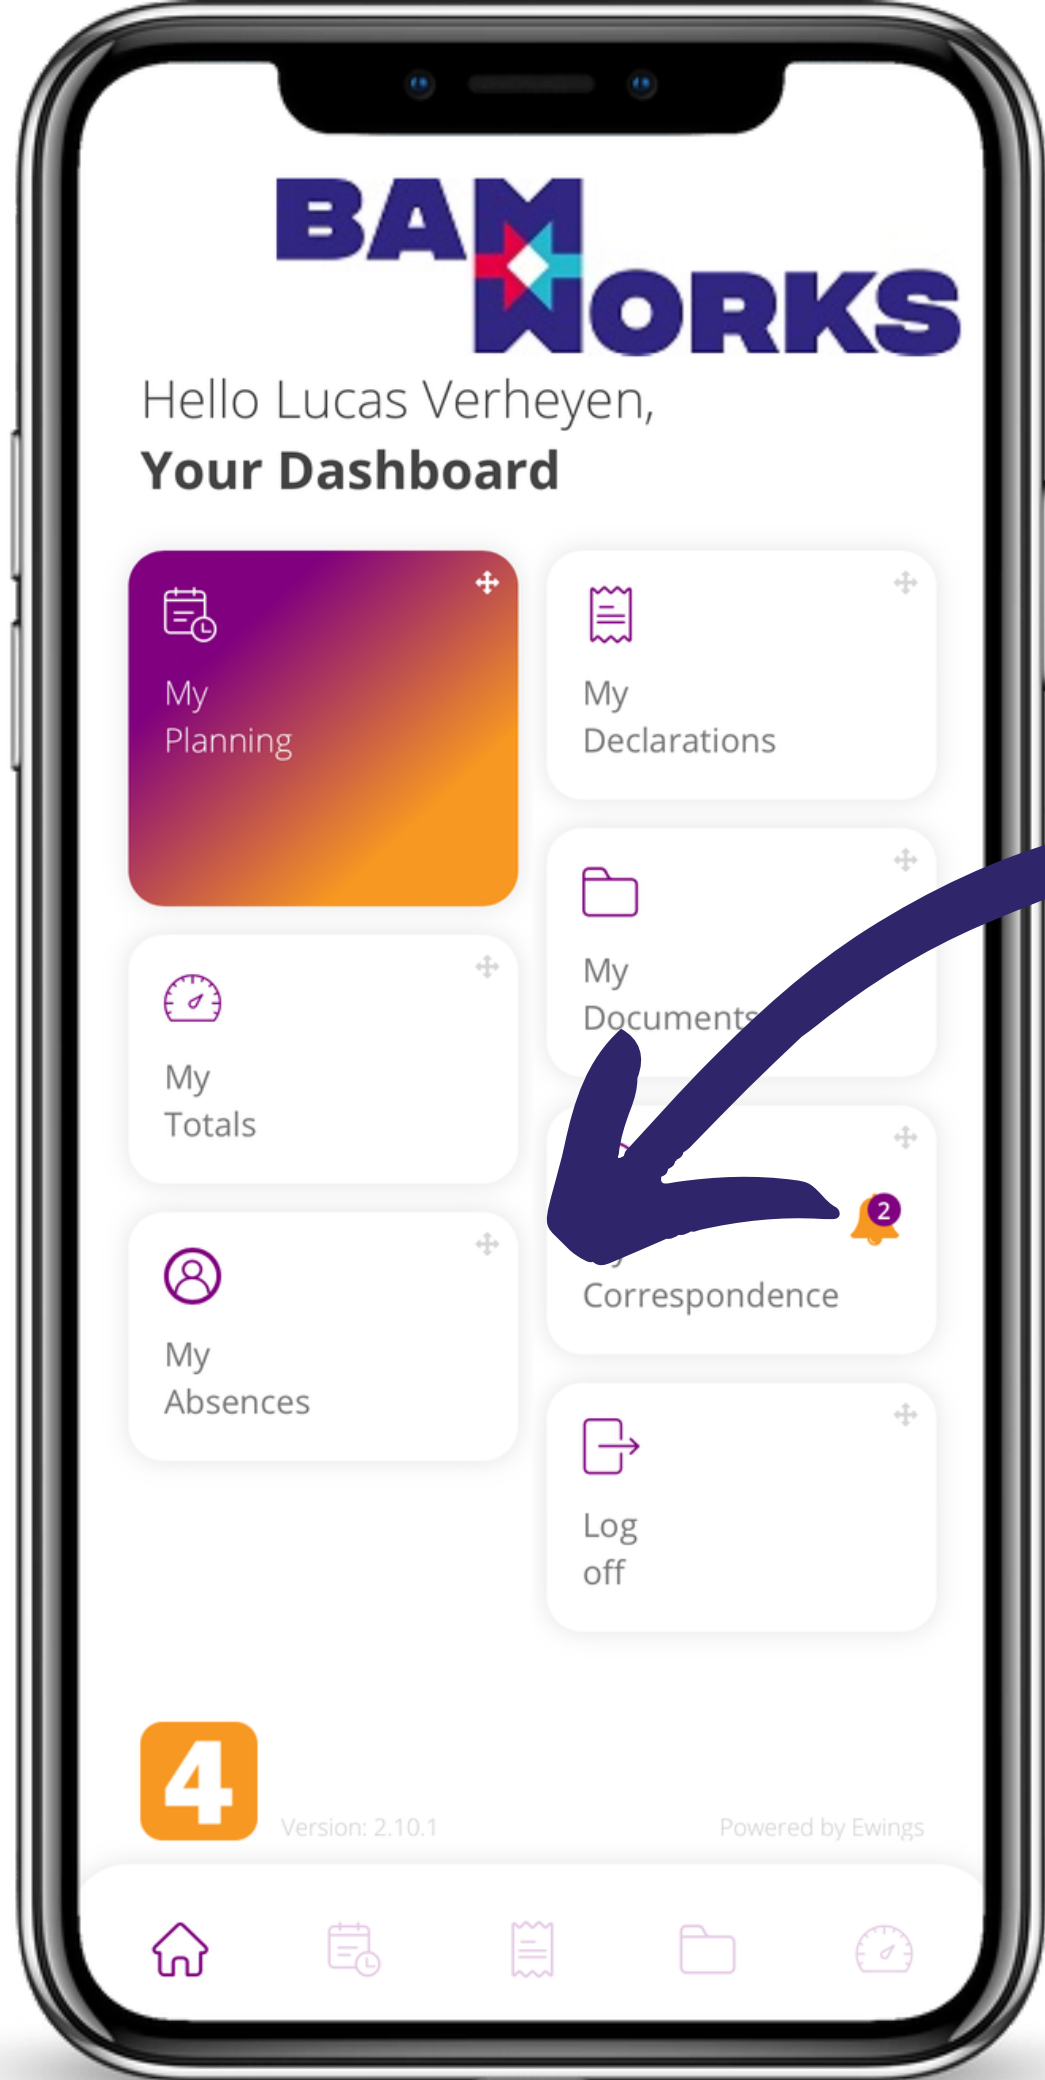 BAM
WORKS
Hello Lucas Verheyen,
Your Dashboard
My
Planning
My
Declarations
My
Documents
My
Totals
2
Correspondence
My
Absences
Log
off
4
Version: 2.10.1
Powered by Ewings